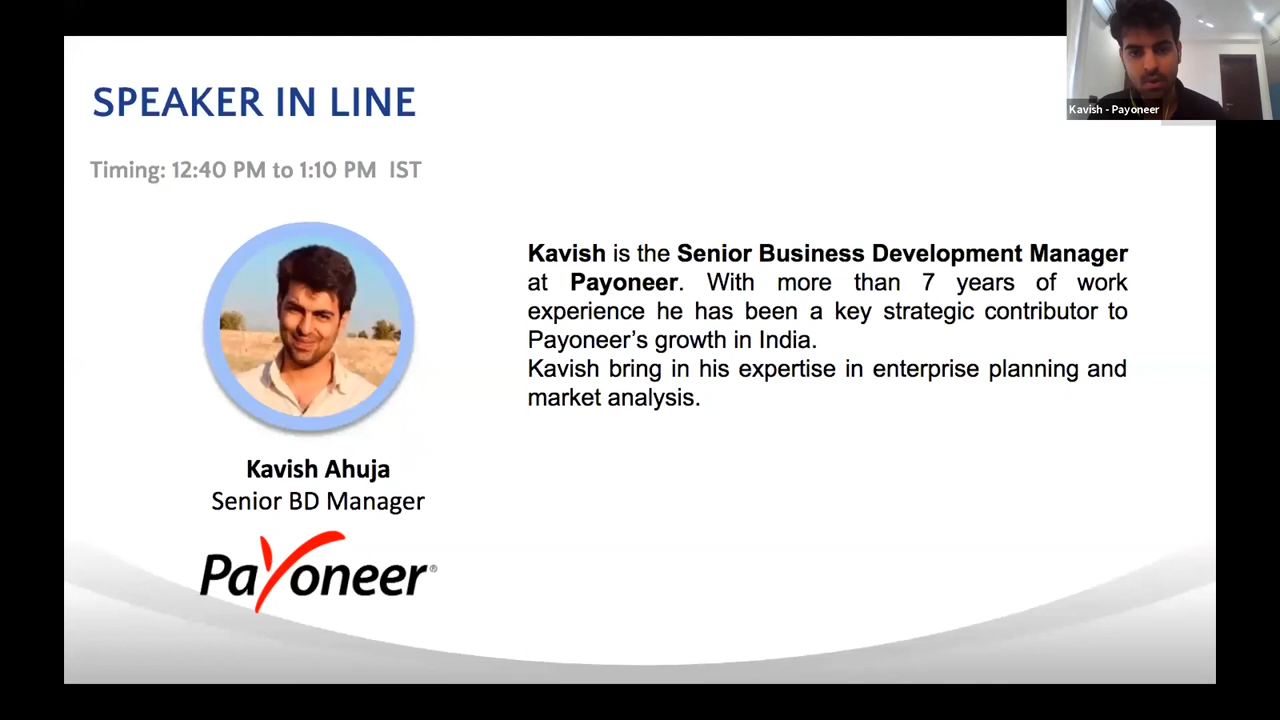 SPEAKER IN LINE
Kavish - Payoneer
Timing: 12:40 PM to 1:10 PM IST
Kavish is the Senior Business Development Manager
at Payoneer. With more than 7 years of work
experience he has been a key strategic contributor to
Payoneer’s growth in India.
Kavish bring in his expertise in enterprise planning and
market analysis.
Kavish Ahuja
Senior BD Manager
Payoneer®